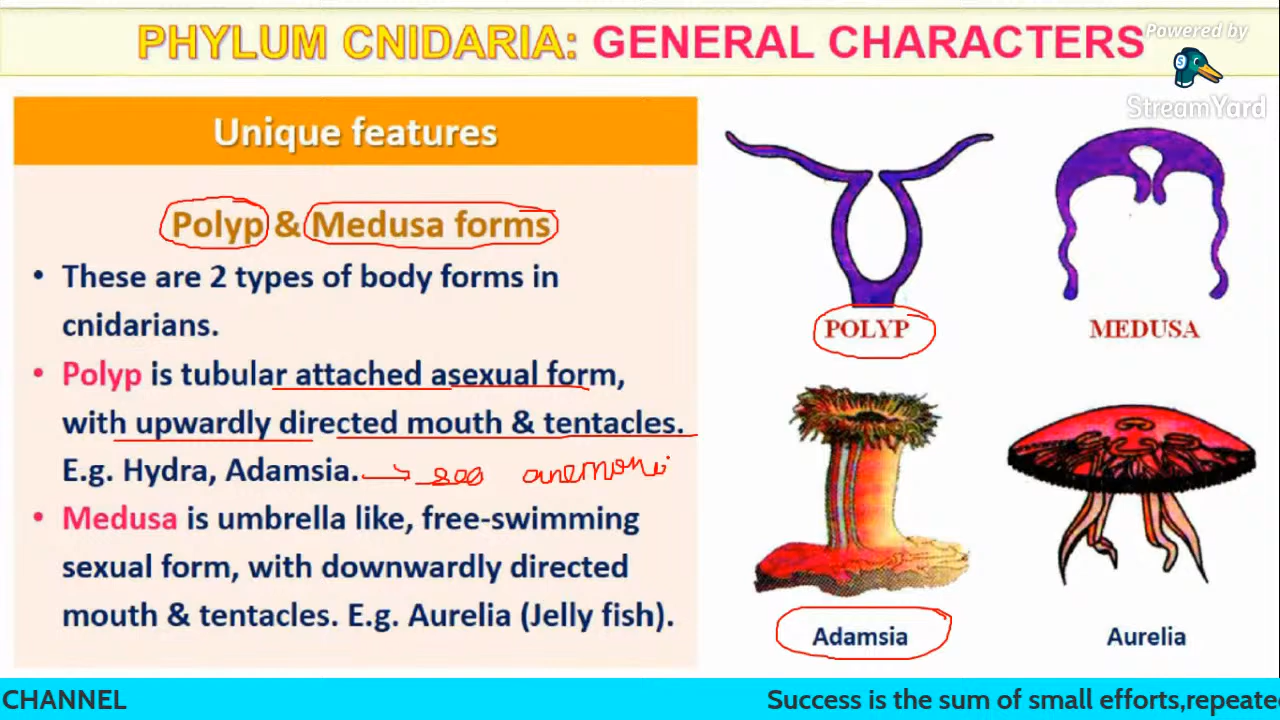 PHYLUM CNIDARIA: GENERAL CHARACTERS
Powered by
StreamYard
Unique features
Polyp & Medusa forms
• These are 2 types of body forms in
cnidarians.
• Polyp is tubular attached asexual form,
with upwardly directed mouth & tentacles.
E.g. Hydra, Adamsia. → sea anemone
• Medusa is umbrella like, free-swimming
sexual form, with downwardly directed
mouth & tentacles. E.g. Aurelia (Jelly fish).
POLYP
MEDUSA
Adamsia
Aurelia
CHANNEL
Success is the sum of small efforts,repeate